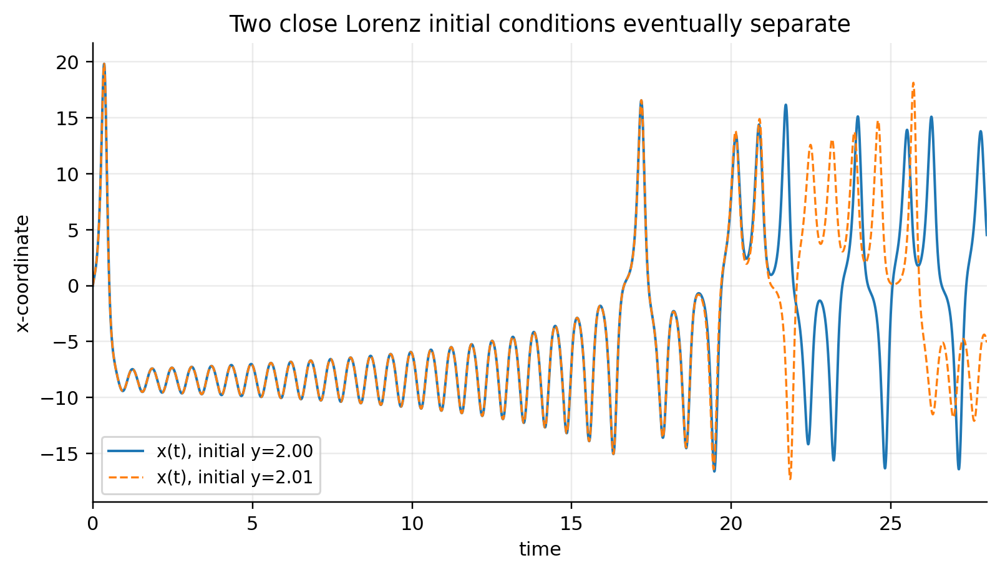 Two close Lorenz initial conditions eventually separate
20
15
10
5
0
−5
−10
−15
x-coordinate
x(t), initial y=2.00
x(t), initial y=2.01
0 5 10 15 20 25
time